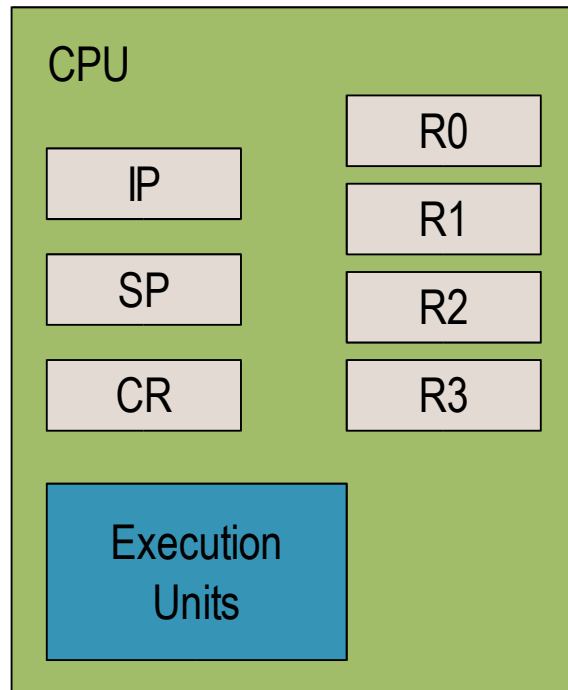 CPU
IP
SP
CR
R0
R1
R2
R3
Execution
Units